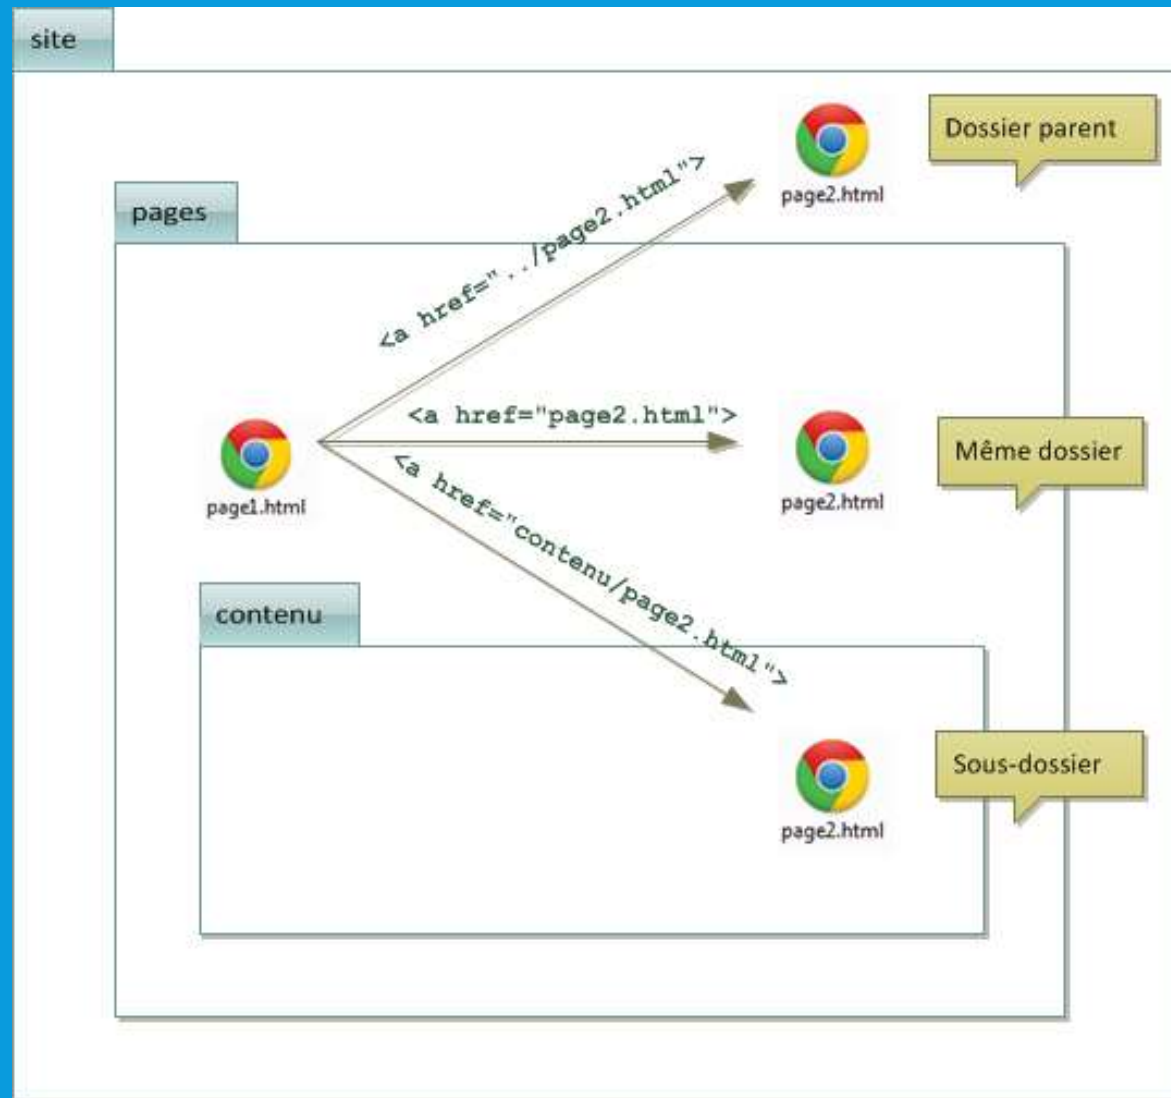 site
Dossier parent
page2.html
pages
<a href="../page2.html">
<a href="page2.html">
page1.html
page2.html
Même dossier
<a href="contenu/page2.html">
contenu
Sous-dossier
page2.html